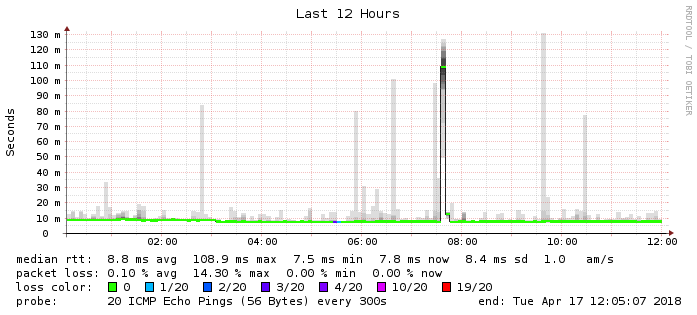 Last 12 Hours
RRDTOOL / TOBI OETIKER
Seconds
130 m
120 m
110 m
100 m
90 m
80 m
70 m
60 m
50 m
40 m
30 m
20 m
10 m
0
02:00 04:00 06:00 08:00 10:00 12:00
median rtt: 8.8 ms avg 108.9 ms max 7.5 ms min 7.8 ms now 8.4 ms sd 1.0 am/s
packet loss: 0.10 % avg 14.30 % max 0.00 % min 0.00 % now
loss color: 0 1/20 2/20 3/20 4/20 10/20 19/20
probe: 20 ICMP Echo Pings (56 Bytes) every 300s end: Tue Apr 17 12:05:07 2018